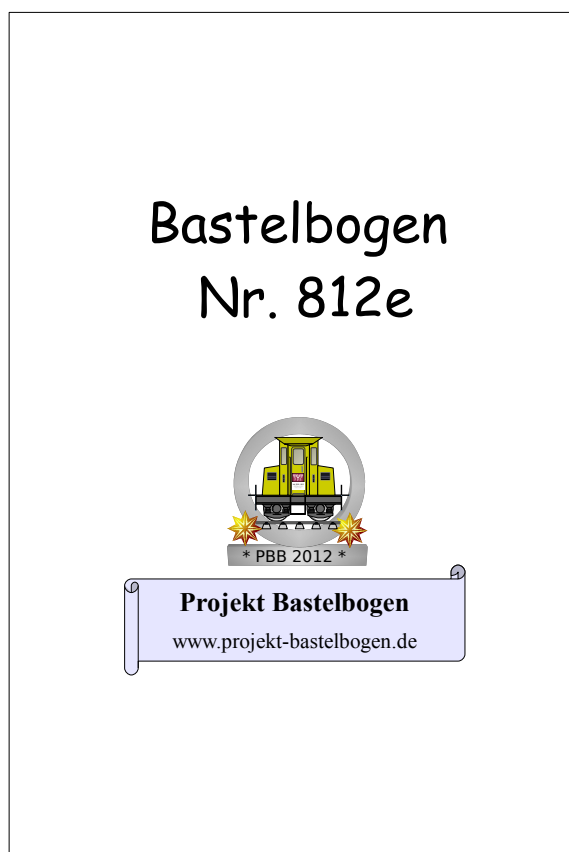 Bastelbogen
Nr. 812e
* PBB 2012 *
Projekt Bastelbogen
www.projekt-bastelbogen.de